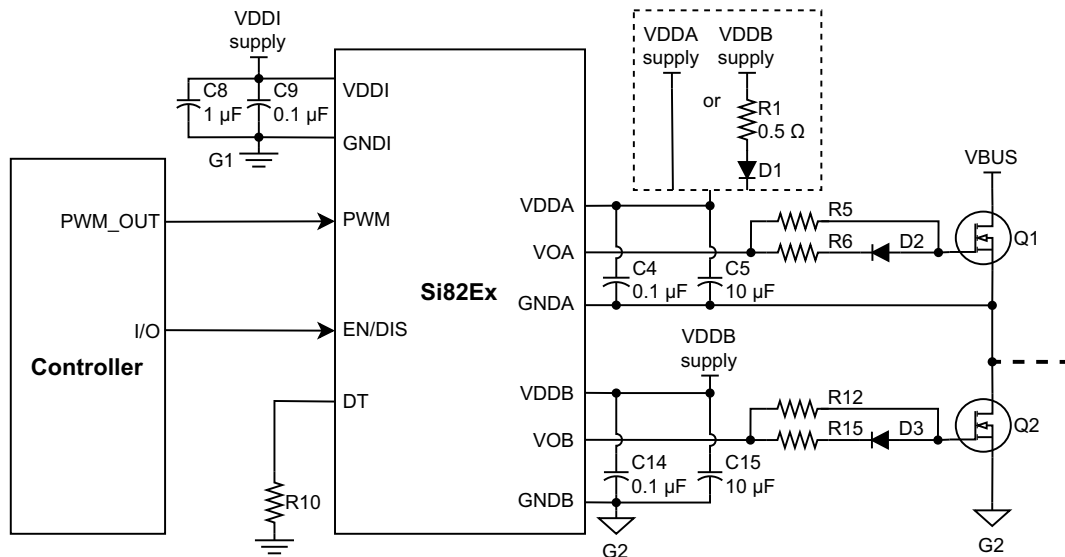 VDDI
supply
C8
1 µF
C9
0.1 µF
G1
VDDI
GNDI
PWM_OUT
PWM
I/O
EN/DIS
Controller
DT
R10
Si82Ex
VDDA
supply
or
VDDB
supply
R1
0.5 Ω
D1
VDDA
VOA
GNDA
C4
0.1 µF
C5
10 µF
R5
R6
D2
VBUS
Q1
VDDB
supply
VDDB
VOB
GNDB
C14
0.1 µF
C15
10 µF
R12
R15
D3
Q2
G2
G2